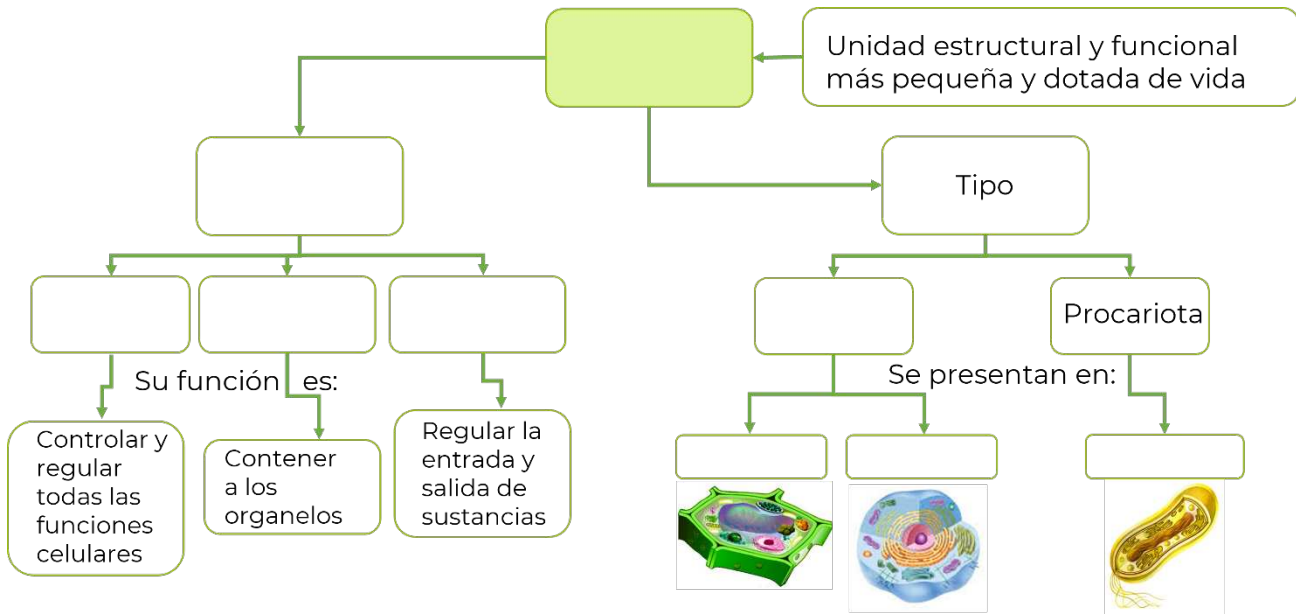 Unidad estructural y funcional
más pequeña y dotada de vida
Tipo
Procariota
Su función es:
Se presentan en:
Controlar y
regular
todas las
funciones
celulares
Contener
a los
organelos
Regular la
entrada y
salida de
sustancias